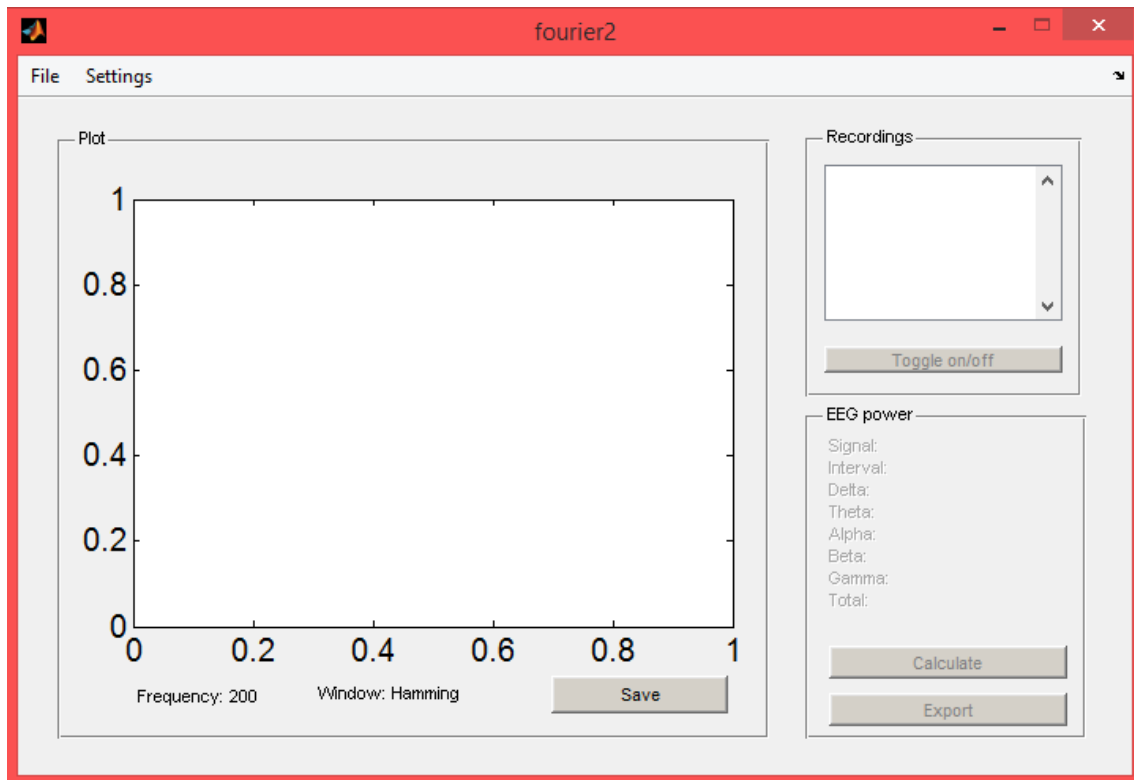 fourier2
File Settings
Plot
1
0.8
0.6
0.4
0.2
0
0 0.2 0.4 0.6 0.8 1
Frequency: 200 Window: Hamming Save
Recordings
Toggle on/off
EEG power
Signal:
Interval:
Delta:
Theta:
Alpha:
Beta:
Gamma:
Total:
Calculate
Export